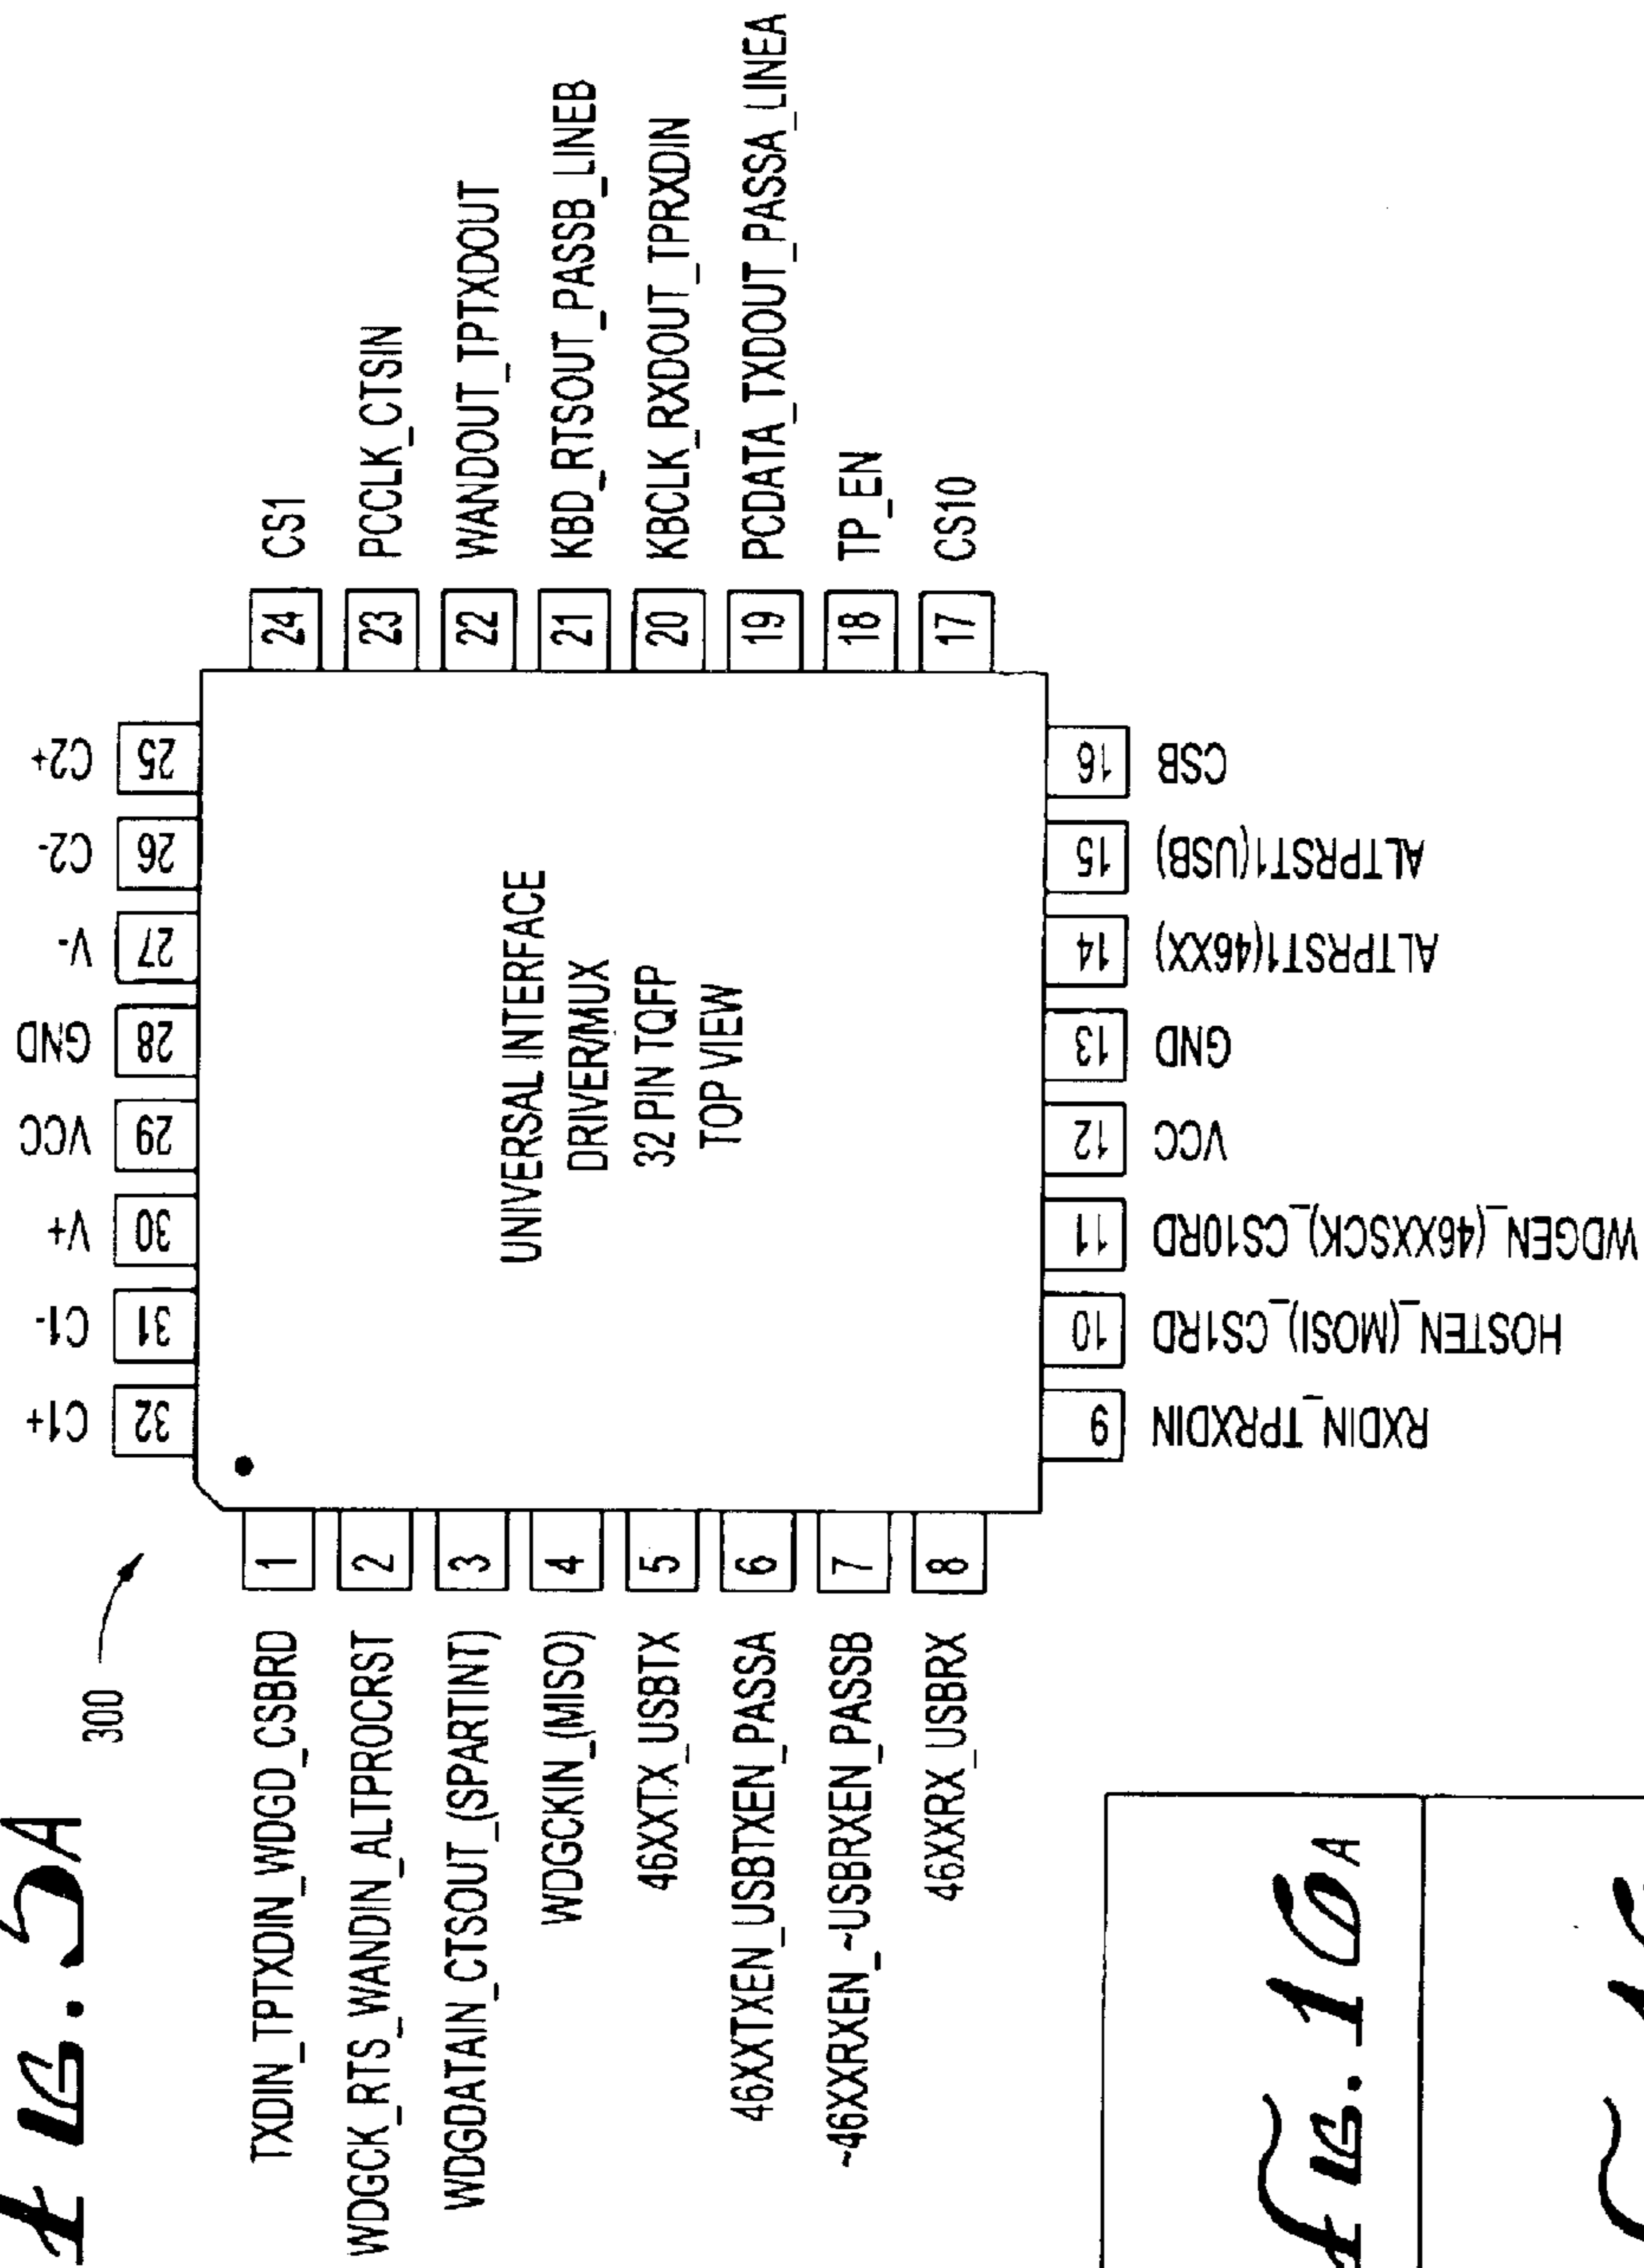 Fig. 5A
300
TXDIN_TPTXDIN_WDGD_CSBRD 1
WDGCK_RTS_WANDIN_ALTPROCRST 2
WDGDATAIN_CTSOUT_(SPARTINT) 3
WDGCKIN_(MISO) 4
46XXTX_USBTX 5
46XXTXEN_USBTXEN_PASSA 6
~46XXRXEN_~USBRXEN_PASSB 7
46XXRX_USBRX 8
32 C1+
31 C1-
30 V+
29 VCC
28 GND
27 V-
26 C2-
25 C2+
UNIVERSAL INTERFACE
DRIVER/MUX
32 PIN TQFP
TOP VIEW
24 CS1
23 PCCLK_CTSIN
22 WANDOUT_TPTXDOUT
21 KBD_RTSOUT_PASSB_LINEB
20 KBCLK_RXDOUT_TPRXDIN
19 PCDATA_TXDOUT_PASSA_LINEA
18 TP_EN
17 CS10
9 RXDIN_TPRXDIN
10 HOSTEN_(MOSI)_CS1RD
11 WDGEN_(46XXSCK)_CS10RD
12 VCC
13 GND
14 ALTPRST1(46XX)
15 ALTPRST1(USB)
16 CSB
Fig. 16A